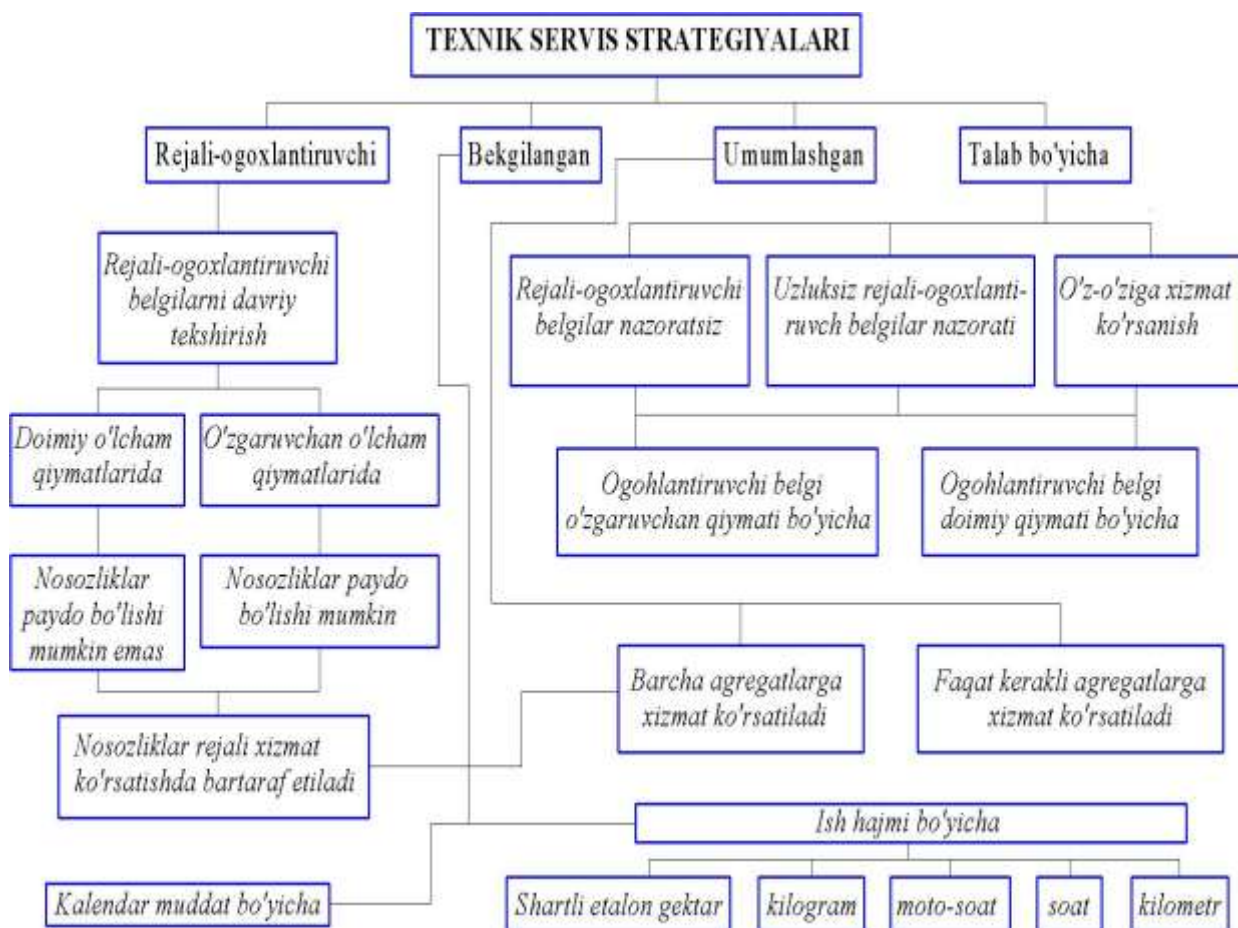 TEXNIK SERVIS STRATEGIYALARI
Rejali-ogoxlantiruvchi
Bekgilangan
Umumlashgan
Talab bo'yicha
Rejali-ogoxlantiruvchi
belgilarni davriy
tekshirish
Rejali-ogoxlantiruvchi
belgilar nazoratsiz
Uzluksiz rejali-ogoxlanti-
ruvch belgilar nazorati
O'z-o'ziga xizmat
ko'rsanish
Doimiy o'lcham
qiymatlarida
O'zgaruvchan o'lcham
qiymatlarida
Ogohlantiruvchi belgi
o'zgaruvchan qiymati bo'yicha
Ogohlantiruvchi belgi
doimiy qiymati bo'yicha
Nosozliklar
paydo bo'lishi
mumkin emas
Nosozliklar paydo
bo'lishi mumkin
Barcha agregatlarga
xizmat ko'rsatiladi
Faqat kerakli agregatlarga
xizmat ko'rsatiladi
Nosozliklar rejali xizmat
ko'rsatishda bartaraf etiladi
Ish hajmi bo'yicha
Kalendar muddat bo'yicha
Shartli etalon gektar
kilogram
moto-soat
soat
kilometr